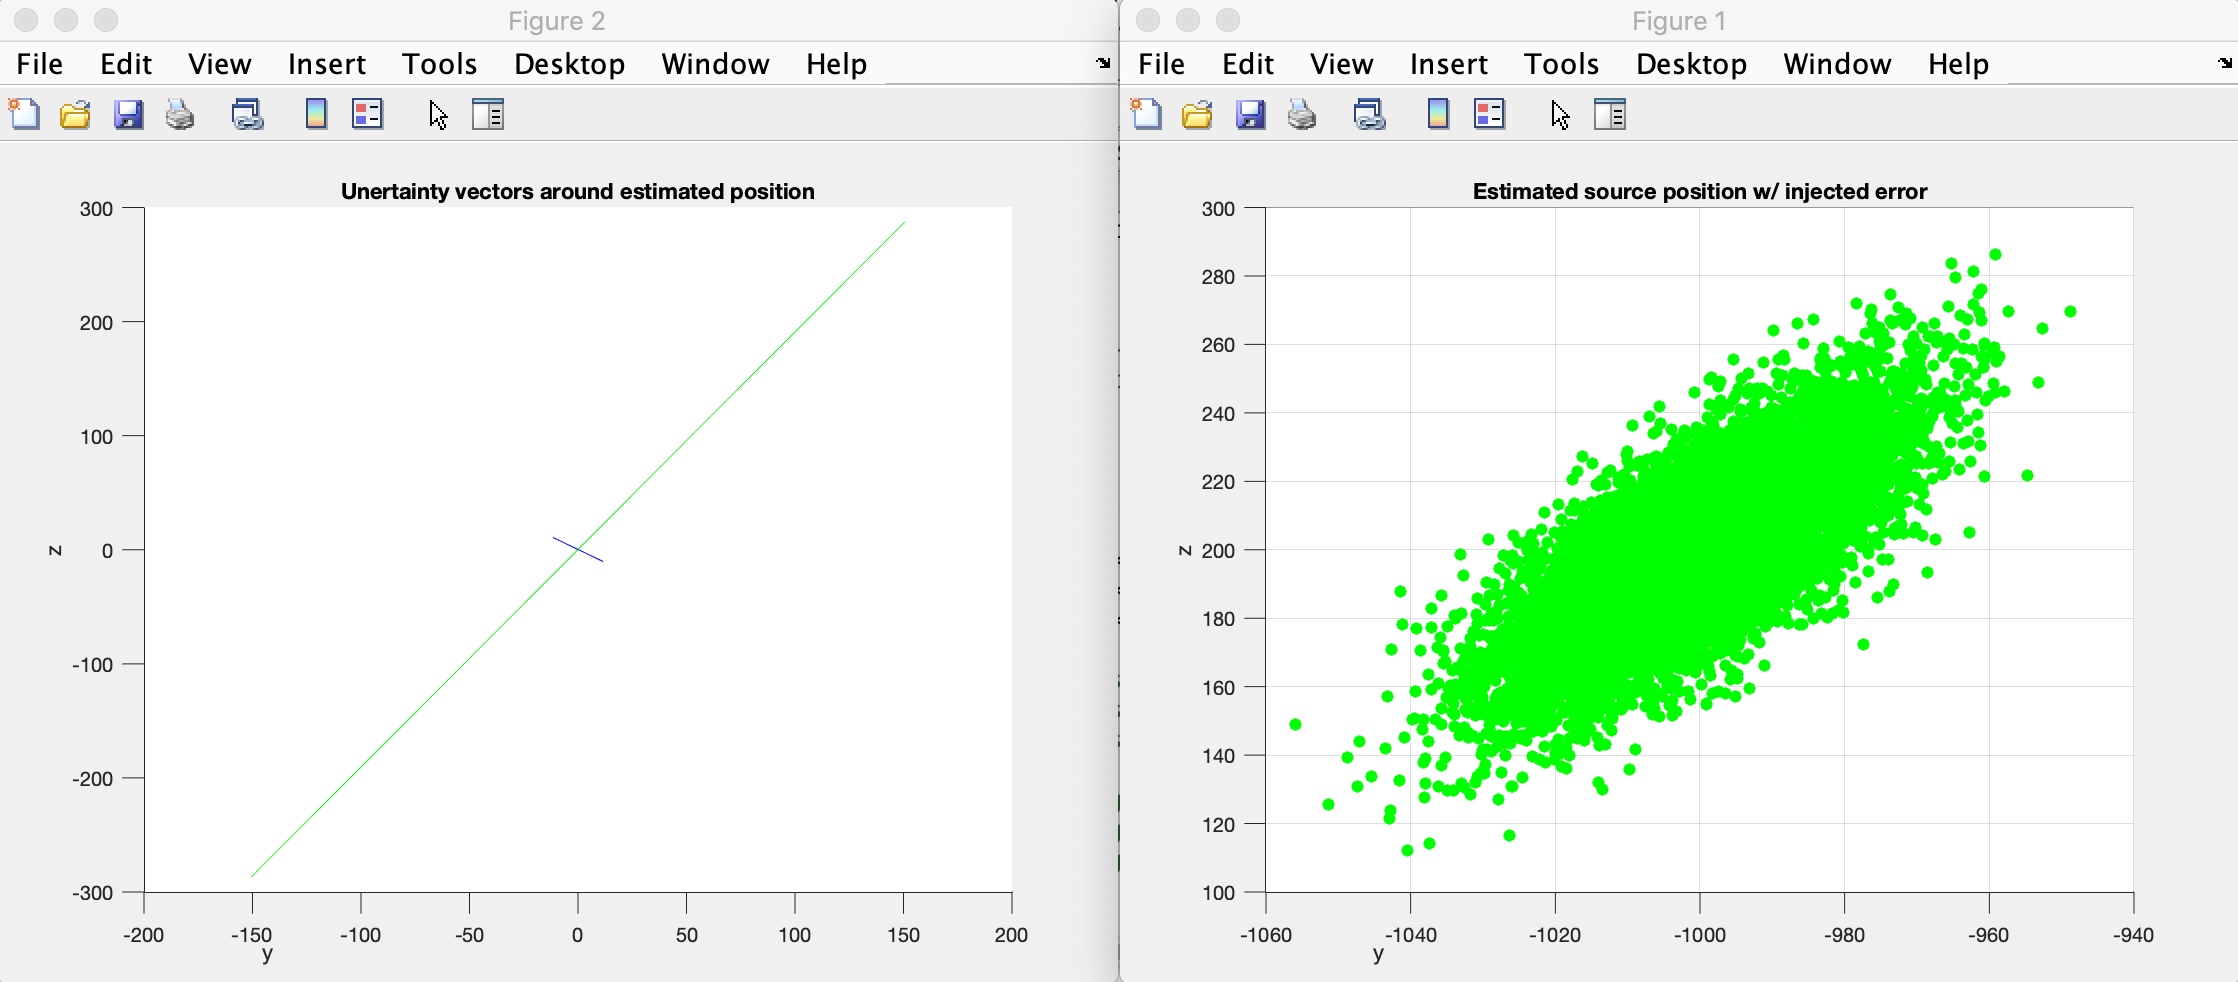 Figure 2
File Edit View Insert Tools Desktop Window Help
Unertainty vectors around estimated position
300
200
100
0
-100
-200
-300
z
-200 -150 -100 -50 0 50 100 150 200
y
Figure 1
File Edit View Insert Tools Desktop Window Help
Estimated source position w/ injected error
300
280
260
240
220
200
180
160
140
120
100
z
-1060 -1040 -1020 -1000 -980 -960 -940
y